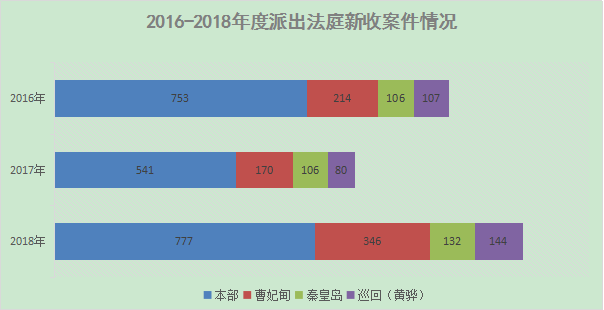 2016-2018年度派出法庭新收案件情况
2016年 753 214 106 107
2017年 541 170 106 80
2018年 777 346 132 144
本部 曹妃甸 秦皇岛 巡回（黄骅）